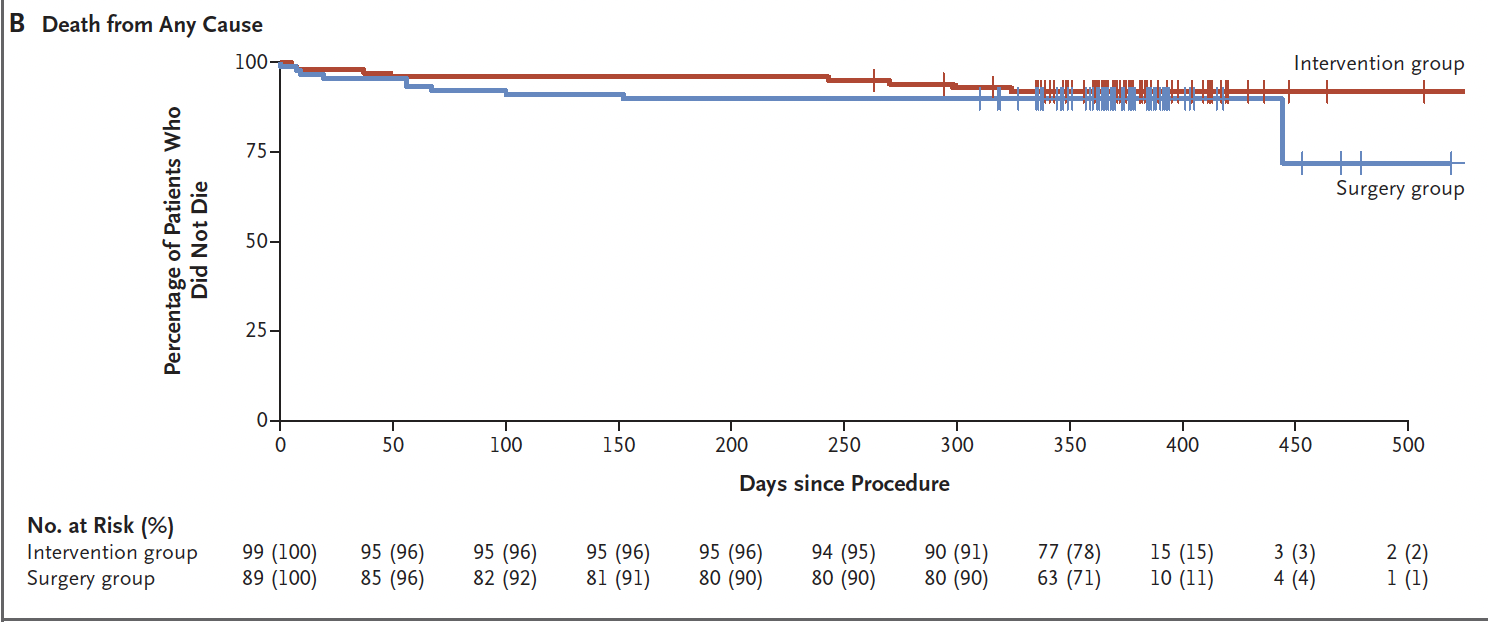 B Death from Any Cause
Percentage of Patients Who
Did Not Die
100
75
50
25
0
Intervention group
Surgery group
0 50 100 150 200 250 300 350 400 450 500
Days since Procedure
No. at Risk (%)
Intervention group 99 (100) 95 (96) 95 (96) 95 (96) 95 (96) 94 (95) 90 (91) 77 (78) 15 (15) 3 (3) 2 (2)
Surgery group 89 (100) 85 (96) 82 (92) 81 (91) 80 (90) 80 (90) 80 (90) 63 (71) 10 (11) 4 (4) 1 (1)